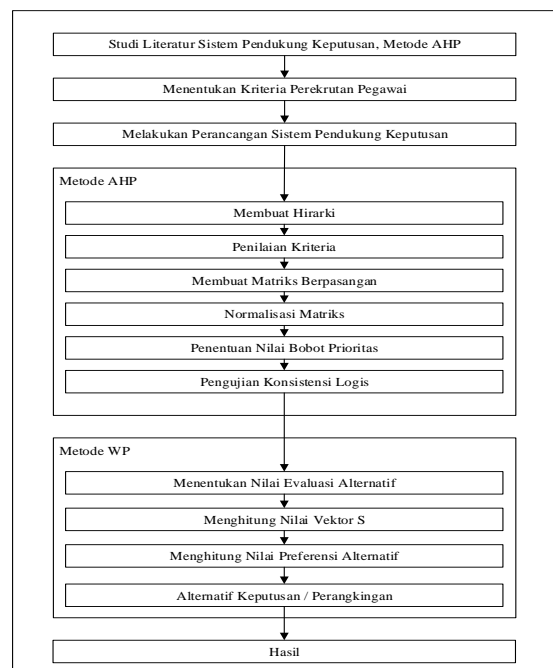 Studi Literatur Sistem Pendukung Keputusan, Metode AHP
Menentukan Kriteria Perekrutan Pegawai
Melakukan Perancangan Sistem Pendukung Keputusan
Metode AHP
Membuat Hirarki
Penilaian Kriteria
Membuat Matriks Berpasangan
Normalisasi Matriks
Penentuan Nilai Bobot Prioritas
Pengujian Konsistensi Logis
Metode WP
Menentukan Nilai Evaluasi Alternatif
Menghitung Nilai Vektor S
Menghitung Nilai Preferensi Alternatif
Alternatif Keputusan / Perangkingan
Hasil